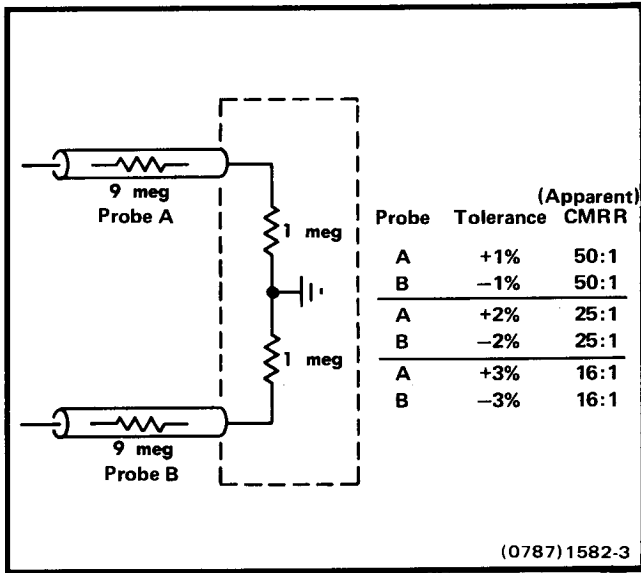 9 meg
Probe A
1 meg
1 meg
9 meg
Probe B
(Apparent)
Probe Tolerance CMRR
A +1% 50:1
B −1% 50:1
A +2% 25:1
B −2% 25:1
A +3% 16:1
B −3% 16:1
(0787)1582-3